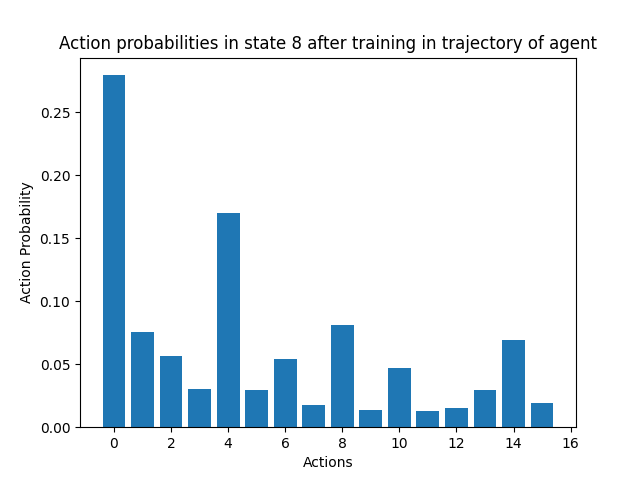 Action probabilities in state 8 after training in trajectory of agent
0.25
0.20
0.15
0.10
0.05
0.00
Action Probability
0 2 4 6 8 10 12 14 16
Actions